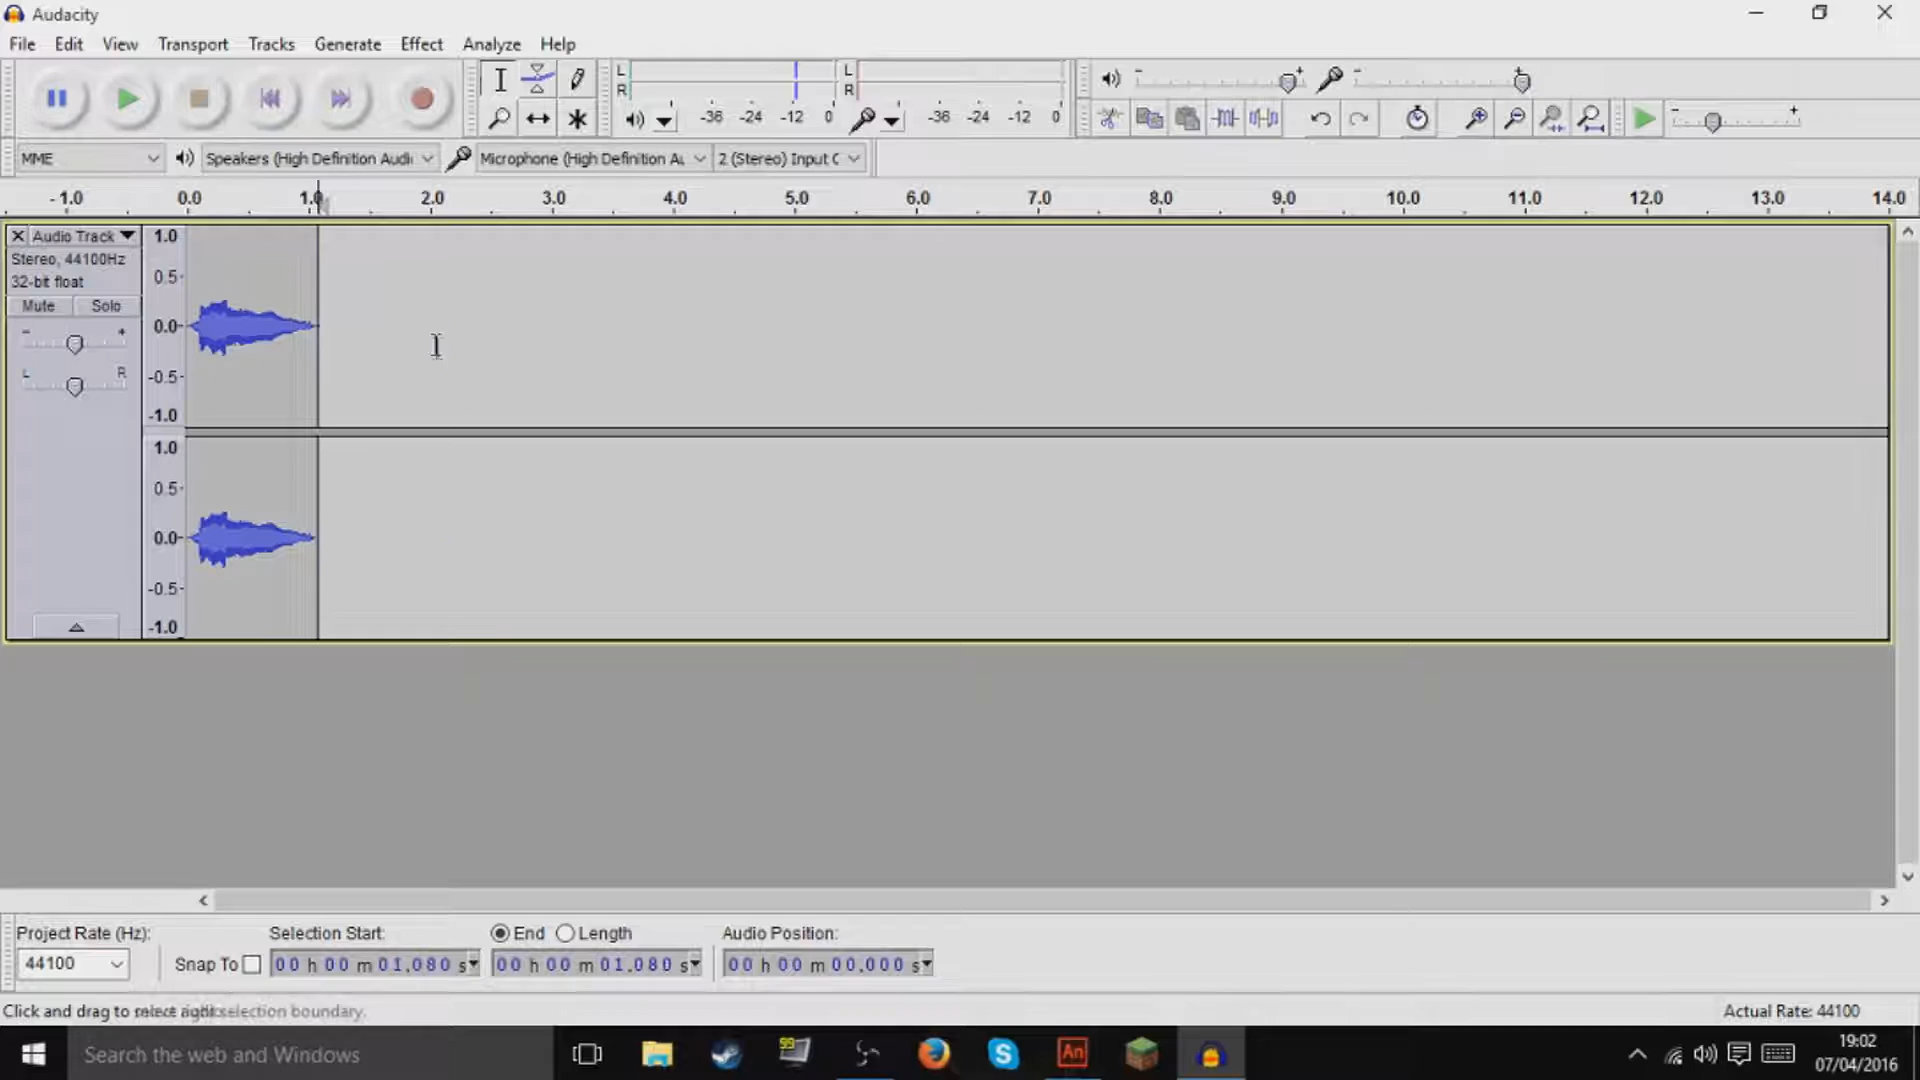 Audacity
File Edit View Transport Tracks Generate Effect Analyze Help
L
R
-36 -24 -12 0
L
R
-36 -24 -12 0
MME
Speakers (High Definition Audi
Microphone (High Definition Au
2 (Stereo) Input C
-1.0 0.0 1.0 2.0 3.0 4.0 5.0 6.0 7.0 8.0 9.0 10.0 11.0 12.0 13.0 14.0
Audio Track
Stereo, 44100Hz
32-bit float
Mute Solo
- +
L R
1.0
0.5
0.0
-0.5
-1.0
1.0
0.5
0.0
-0.5
-1.0
Project Rate (Hz):
44100
Snap To
Selection Start:
00 h 00 m 01.080 s
End Length
00 h 00 m 01.080 s
Audio Position:
00 h 00 m 00.000 s
Click and drag to selection boundary.
Actual Rate: 44100
Search the web and Windows
99
An
19:02
07/04/2016